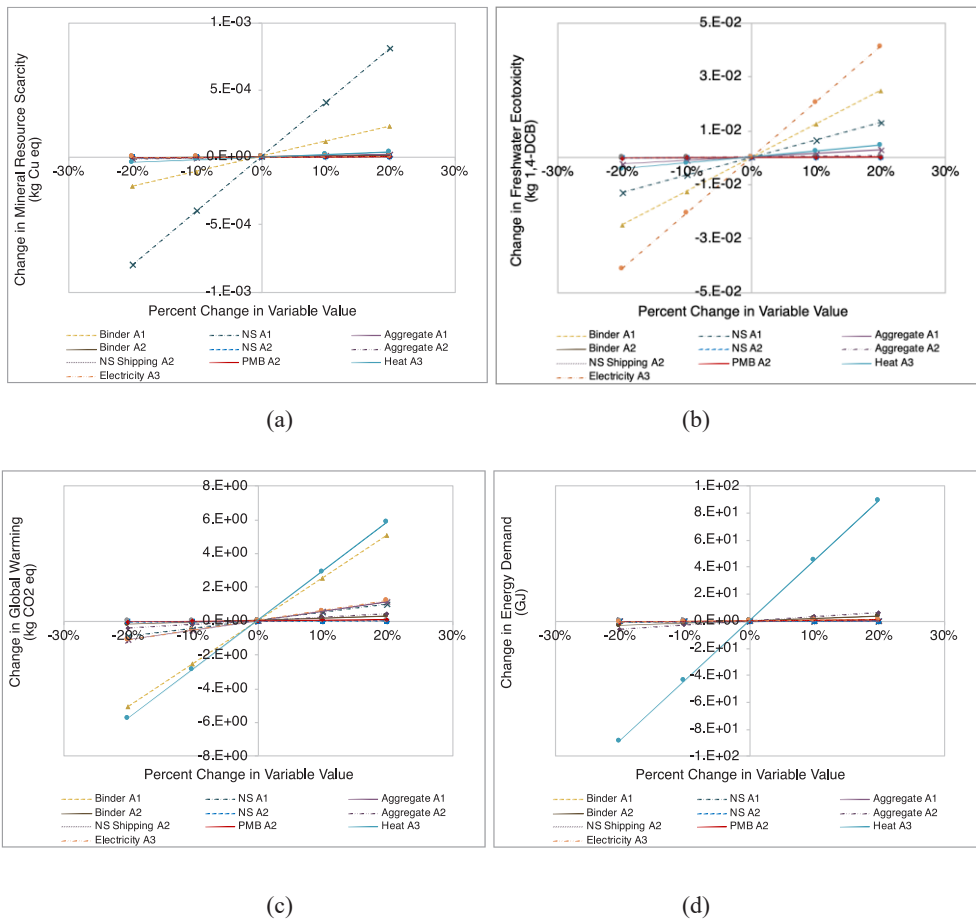 1.E-03
5.E-04
0.E+00
-5.E-04
-1.E-03
-30% -20% -10% 0% 10% 20% 30%
Change in Mineral Resource Scarcity
(kg Cu eq)
Percent Change in Variable Value
Binder A1 NS A1 Aggregate A1
Binder A2 NS A2 Aggregate A2
NS Shipping A2 PMB A2 Heat A3
Electricity A3
(a)
5.E-02
3.E-02
1.E-02
-1.E-02
-3.E-02
-5.E-02
-30% -20% -10% 0% 10% 20% 30%
Change in Freshwater Ecotoxicity
(kg 1,4-DCB)
Percent Change in Variable Value
Binder A1 NS A1 Aggregate A1
Binder A2 NS A2 Aggregate A2
NS Shipping A2 PMB A2 Heat A3
Electricity A3
(b)
8.E+00
6.E+00
4.E+00
2.E+00
0.E+00
-2.E+00
-4.E+00
-6.E+00
-8.E+00
-30% -20% -10% 0% 10% 20% 30%
Change in Global Warming
(kg CO2 eq)
Percent Change in Variable Value
Binder A1 NS A1 Aggregate A1
Binder A2 NS A2 Aggregate A2
NS Shipping A2 PMB A2 Heat A3
Electricity A3
(c)
1.E+02
8.E+01
6.E+01
4.E+01
2.E+01
0.E+00
-2.E+01
-4.E+01
-6.E+01
-8.E+01
-1.E+02
-30% -20% -10% 0% 10% 20% 30%
Change in Energy Demand
(GJ)
Percent Change in Variable Value
Binder A1 NS A1 Aggregate A1
Binder A2 NS A2 Aggregate A2
NS Shipping A2 PMB A2 Heat A3
Electricity A3
(d)